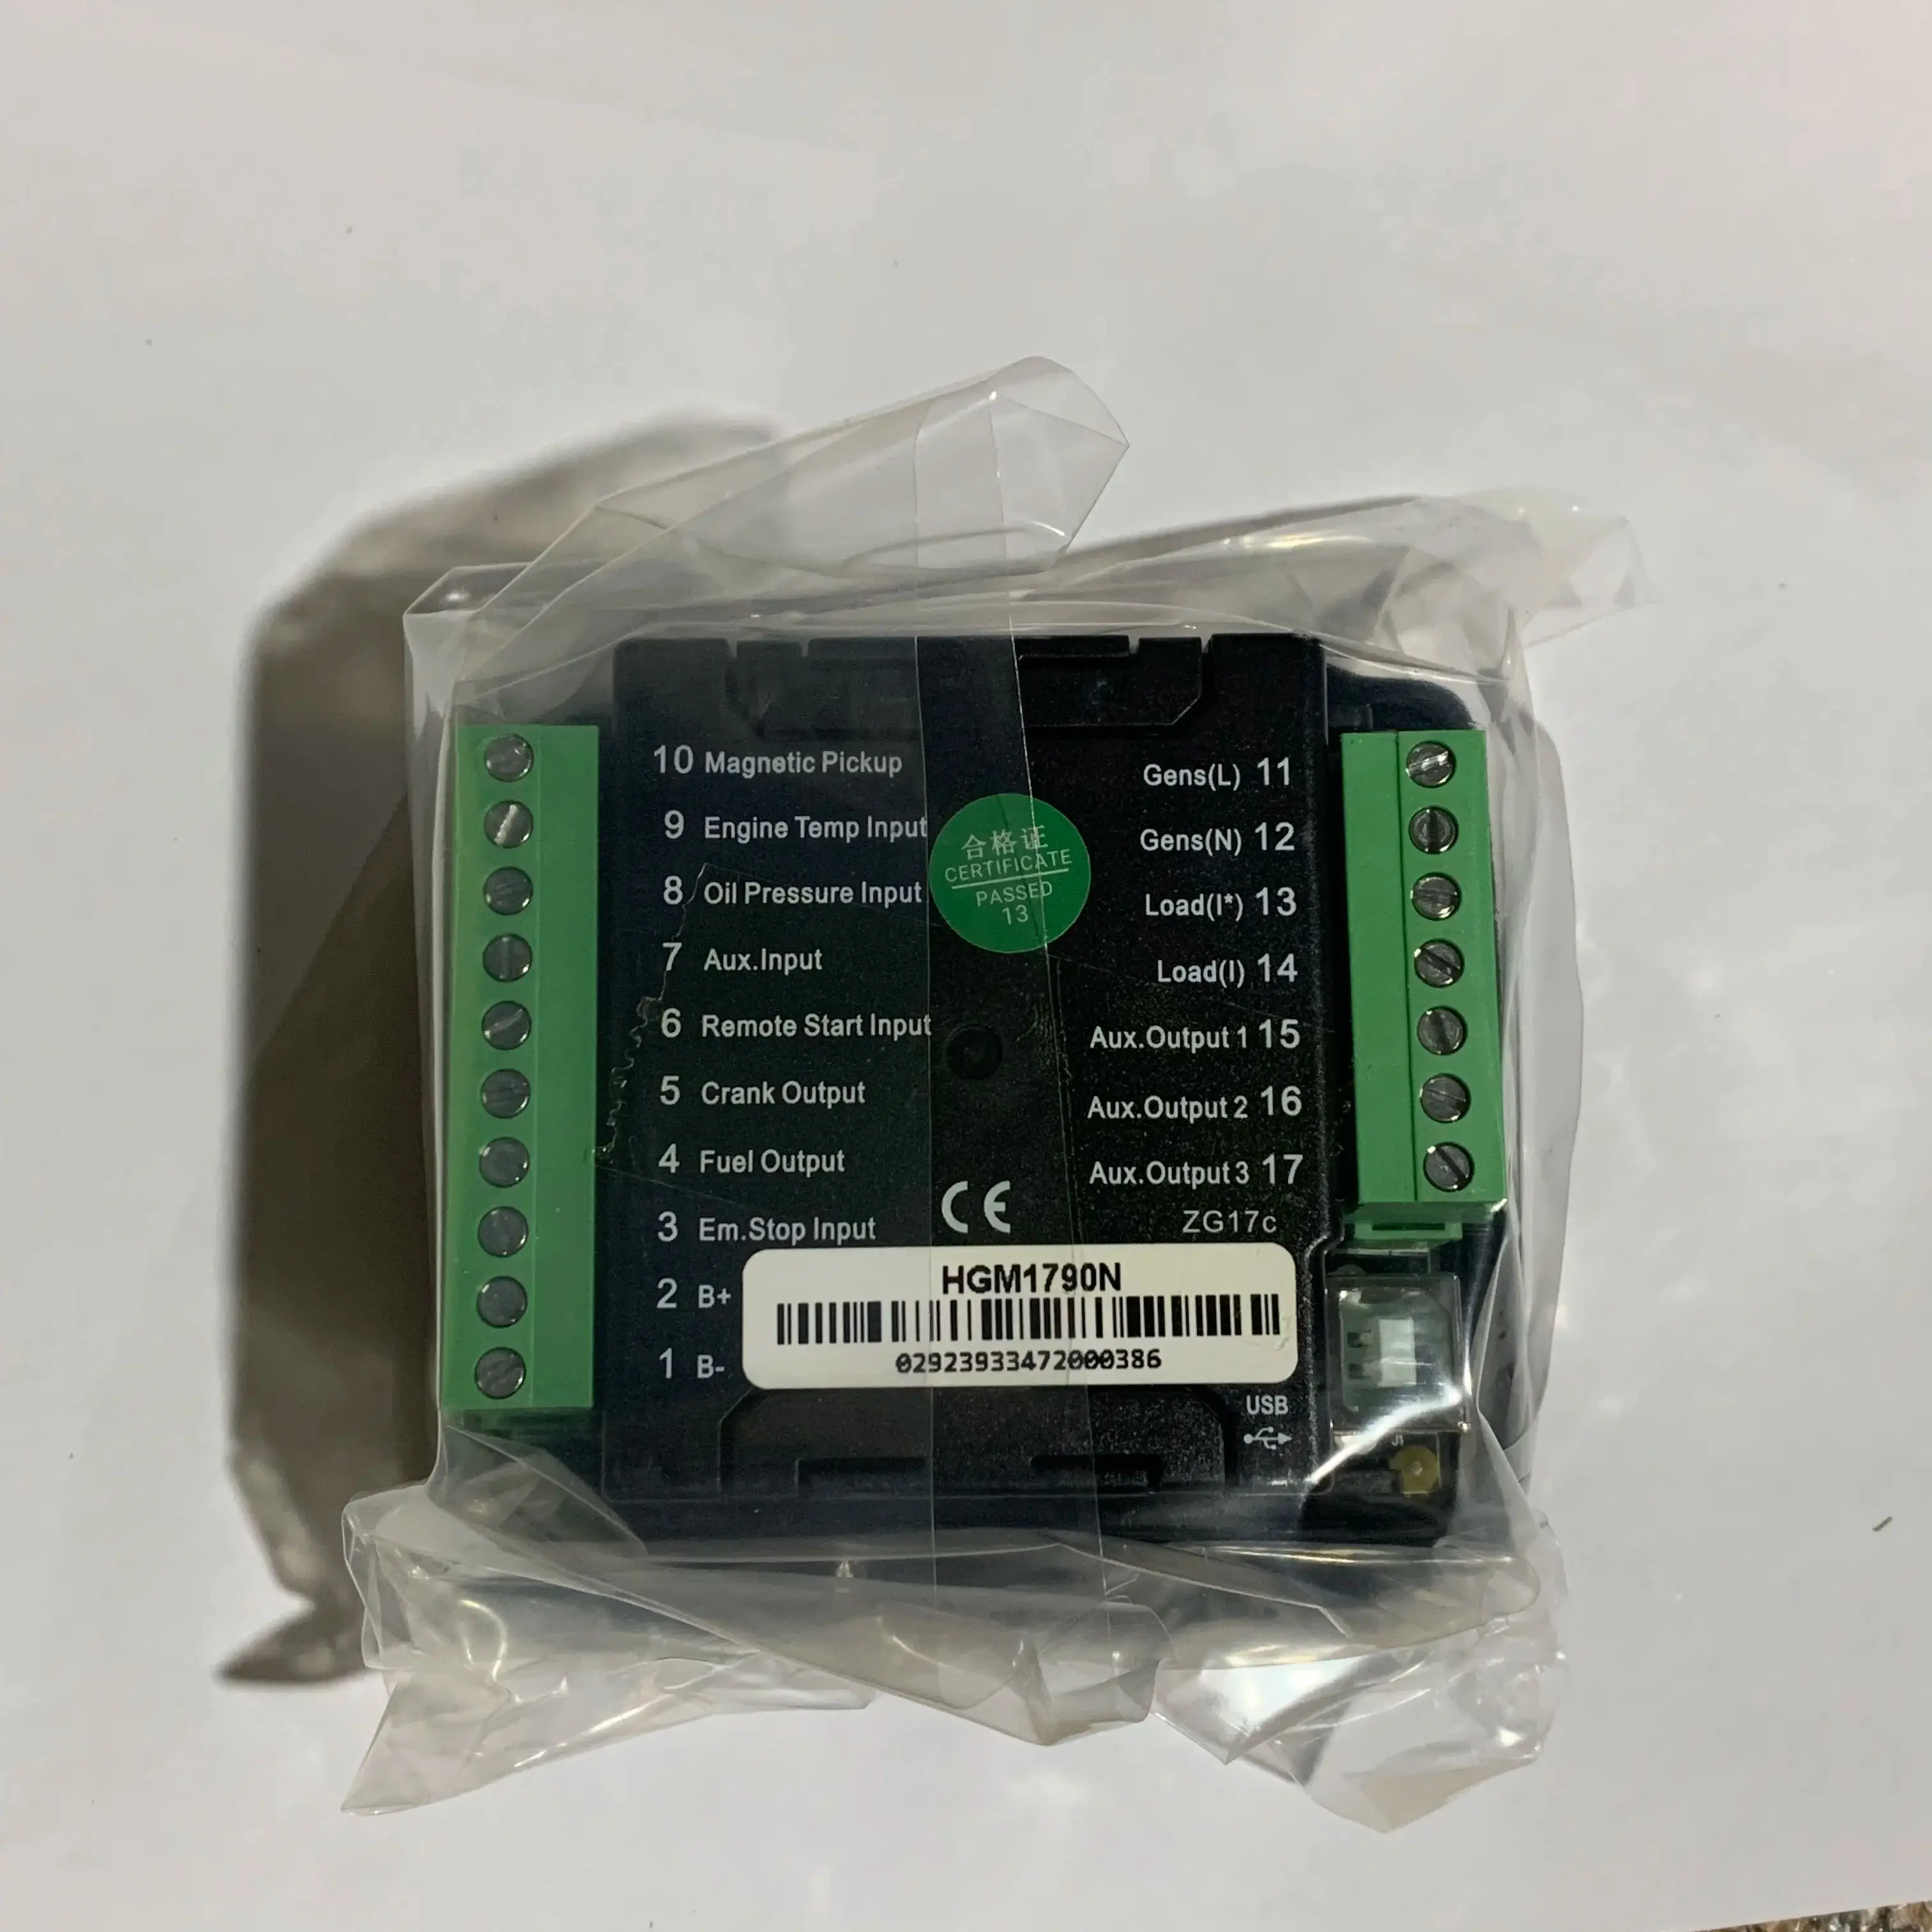 10 Magnetic Pickup
9 Engine Temp Input
8 Oil Pressure Input
7 Aux.Input
6 Remote Start Input
5 Crank Output
4 Fuel Output
3 Em.Stop Input
2 B+
1 B-
合格证
CERTIFICATE
PASSED
13
Gens(L) 11
Gens(N) 12
Load(I*) 13
Load(I) 14
Aux.Output 1 15
Aux.Output 2 16
Aux.Output 3 17
CE
ZG17c
HGM1790N
02923933472000386
USB